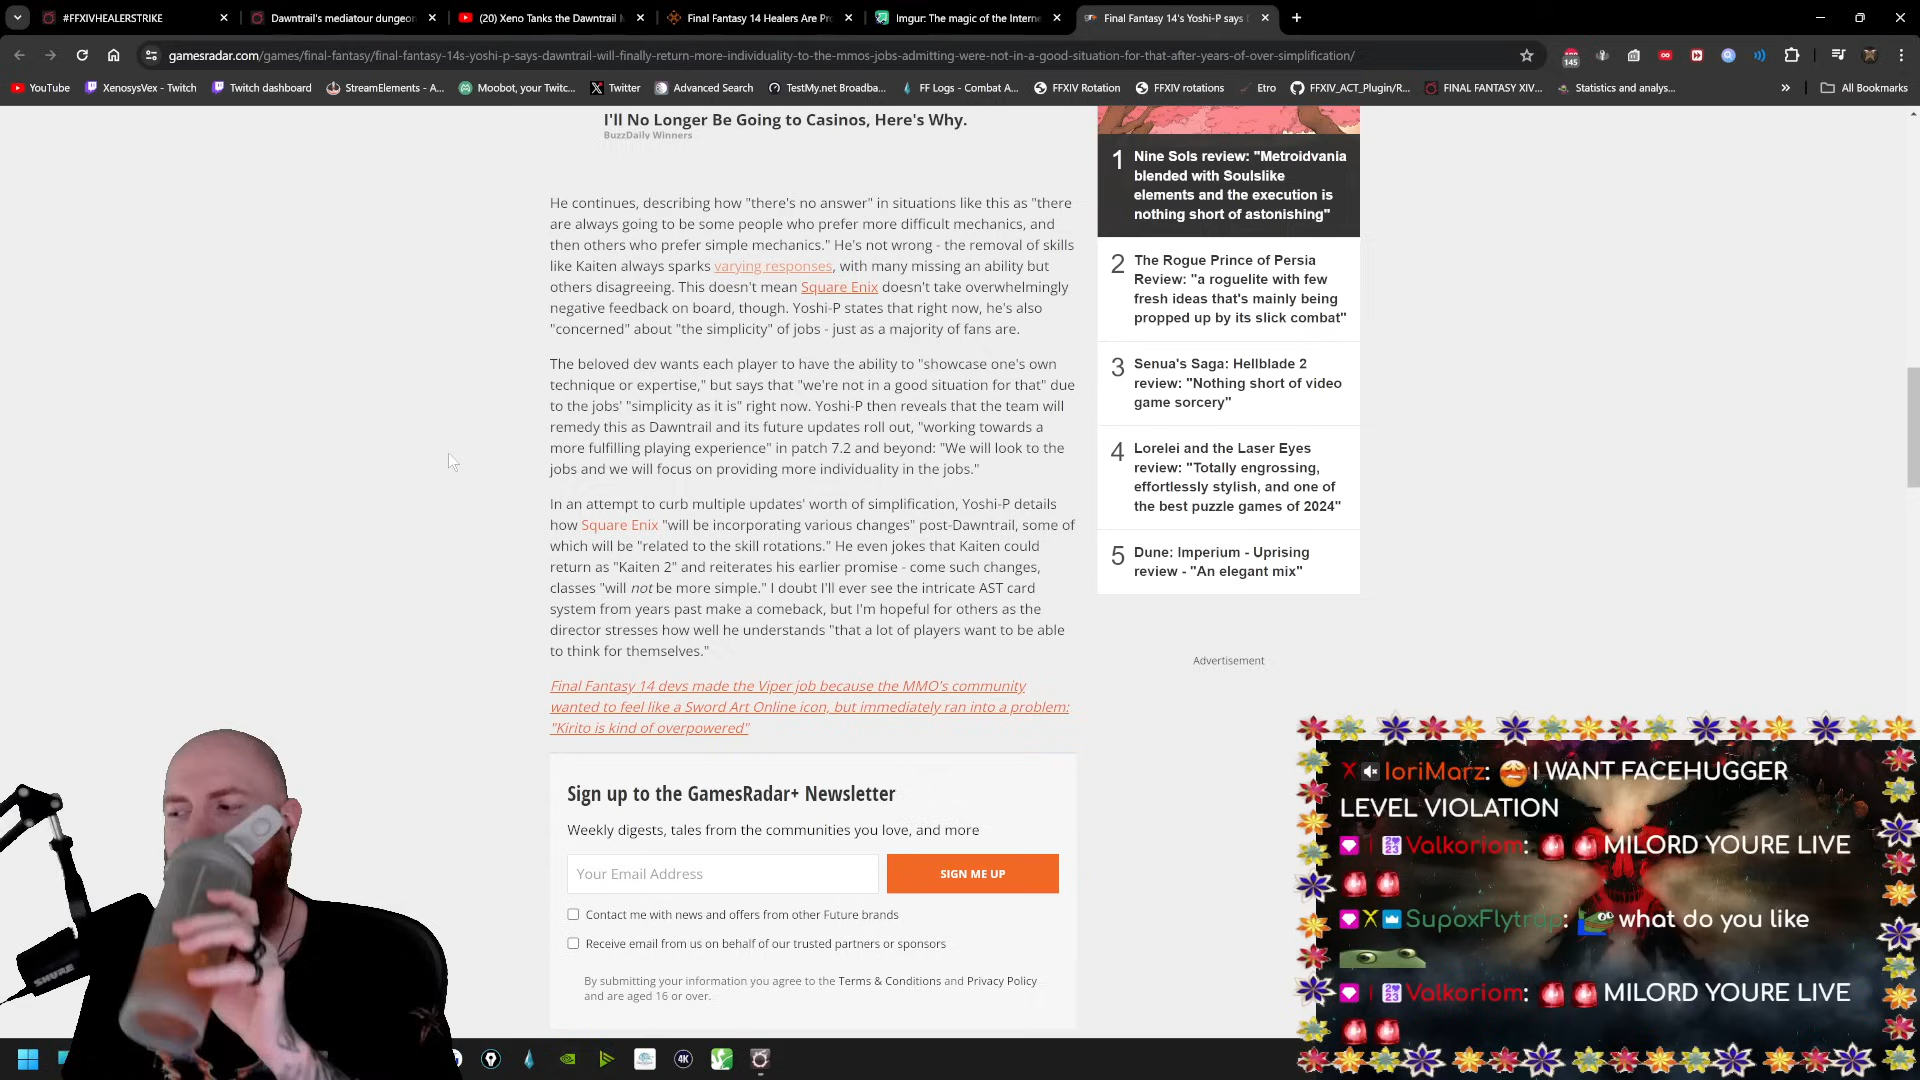 #FFXIVHEALERSTRIKE
Dawntrail's mediatour dungeon
(20) Xeno Tanks the Dawntrail
Final Fantasy 14 Healers Are Pr
Imgur: The magic of the Interne
Final Fantasy 14's Yoshi-P says
gamesradar.com/games/final-fantasy/final-fantasy-14s-yoshi-p-says-dawntrail-will-finally-return-more-individuality-to-the-mmos-jobs-admitting-were-not-in-a-good-situation-for-that-after-years-of-over-simplification/
145
YouTube
XenosysVex - Twitch
Twitch dashboard
StreamElements - A...
Moobot, your Twitc...
Twitter
Advanced Search
TestMy.net Broadba...
FF Logs - Combat A...
FFXIV Rotation
FFXIV rotations
Etro
FFXIV_ACT_Plugin/R...
FINAL FANTASY XIV...
Statistics and analys...
All Bookmarks
I'll No Longer Be Going to Casinos, Here's Why.
BuzzDaily Winners
He continues, describing how "there's no answer" in situations like this as "there
are always going to be some people who prefer more difficult mechanics, and
then others who prefer simple mechanics." He's not wrong - the removal of skills
like Kaiten always sparks varying responses, with many missing an ability but
others disagreeing. This doesn't mean Square Enix doesn't take overwhelmingly
negative feedback on board, though. Yoshi-P states that right now, he's also
"concerned" about "the simplicity" of jobs - just as a majority of fans are.
The beloved dev wants each player to have the ability to "showcase one's own
technique or expertise," but says that "we're not in a good situation for that" due
to the jobs' "simplicity as it is" right now. Yoshi-P then reveals that the team will
remedy this as Dawntrail and its future updates roll out, "working towards a
more fulfilling playing experience" in patch 7.2 and beyond: "We will look to the
jobs and we will focus on providing more individuality in the jobs."
In an attempt to curb multiple updates' worth of simplification, Yoshi-P details
how Square Enix "will be incorporating various changes" post-Dawntrail, some of
which will be "related to the skill rotations." He even jokes that Kaiten could
return as "Kaiten 2" and reiterates his earlier promise - come such changes,
classes "will not be more simple." I doubt I'll ever see the intricate AST card
system from years past make a comeback, but I'm hopeful for others as the
director stresses how well he understands "that a lot of players want to be able
to think for themselves."
Final Fantasy 14 devs made the Viper job because the MMO's community
wanted to feel like a Sword Art Online icon, but immediately ran into a problem:
"Kirito is kind of overpowered"
Sign up to the GamesRadar+ Newsletter
Weekly digests, tales from the communities you love, and more
Your Email Address
SIGN ME UP
Contact me with news and offers from other Future brands
Receive email from us on behalf of our trusted partners or sponsors
By submitting your information you agree to the Terms & Conditions and Privacy Policy
and are aged 16 or over.
1
Nine Sols review: "Metroidvania
blended with Soulslike
elements and the execution is
nothing short of astonishing"
2
The Rogue Prince of Persia
Review: "a roguelite with few
fresh ideas that's mainly being
propped up by its slick combat"
3
Senua's Saga: Hellblade 2
review: "Nothing short of video
game sorcery"
4
Lorelei and the Laser Eyes
review: "Totally engrossing,
effortlessly stylish, and one of
the best puzzle games of 2024"
5
Dune: Imperium - Uprising
review - "An elegant mix"
Advertisement
IoriMarz: I WANT FACEHUGGER
LEVEL VIOLATION
Valkoriom: MILORD YOURE LIVE
SupoxFlytrap: what do you like
Valkoriom: MILORD YOURE LIVE
SHURE
4K